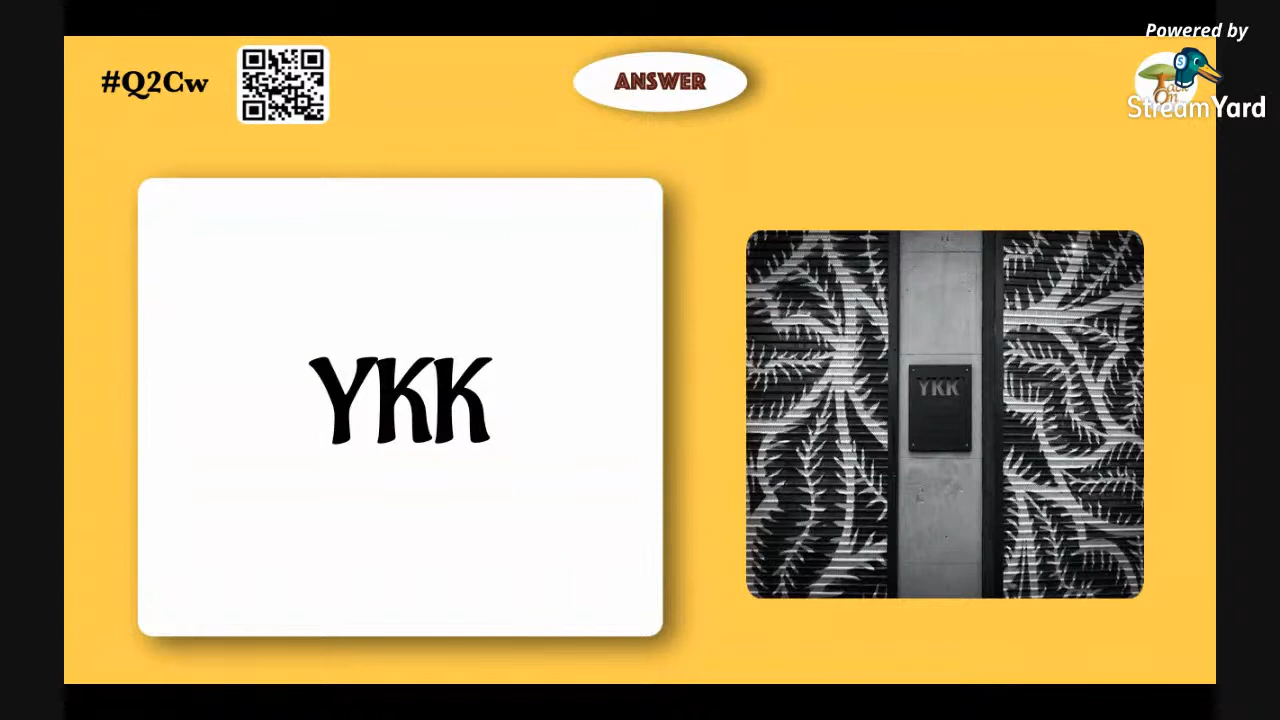 Powered by
StreamYard
#Q2Cw
ANSWER
YKK
YKK